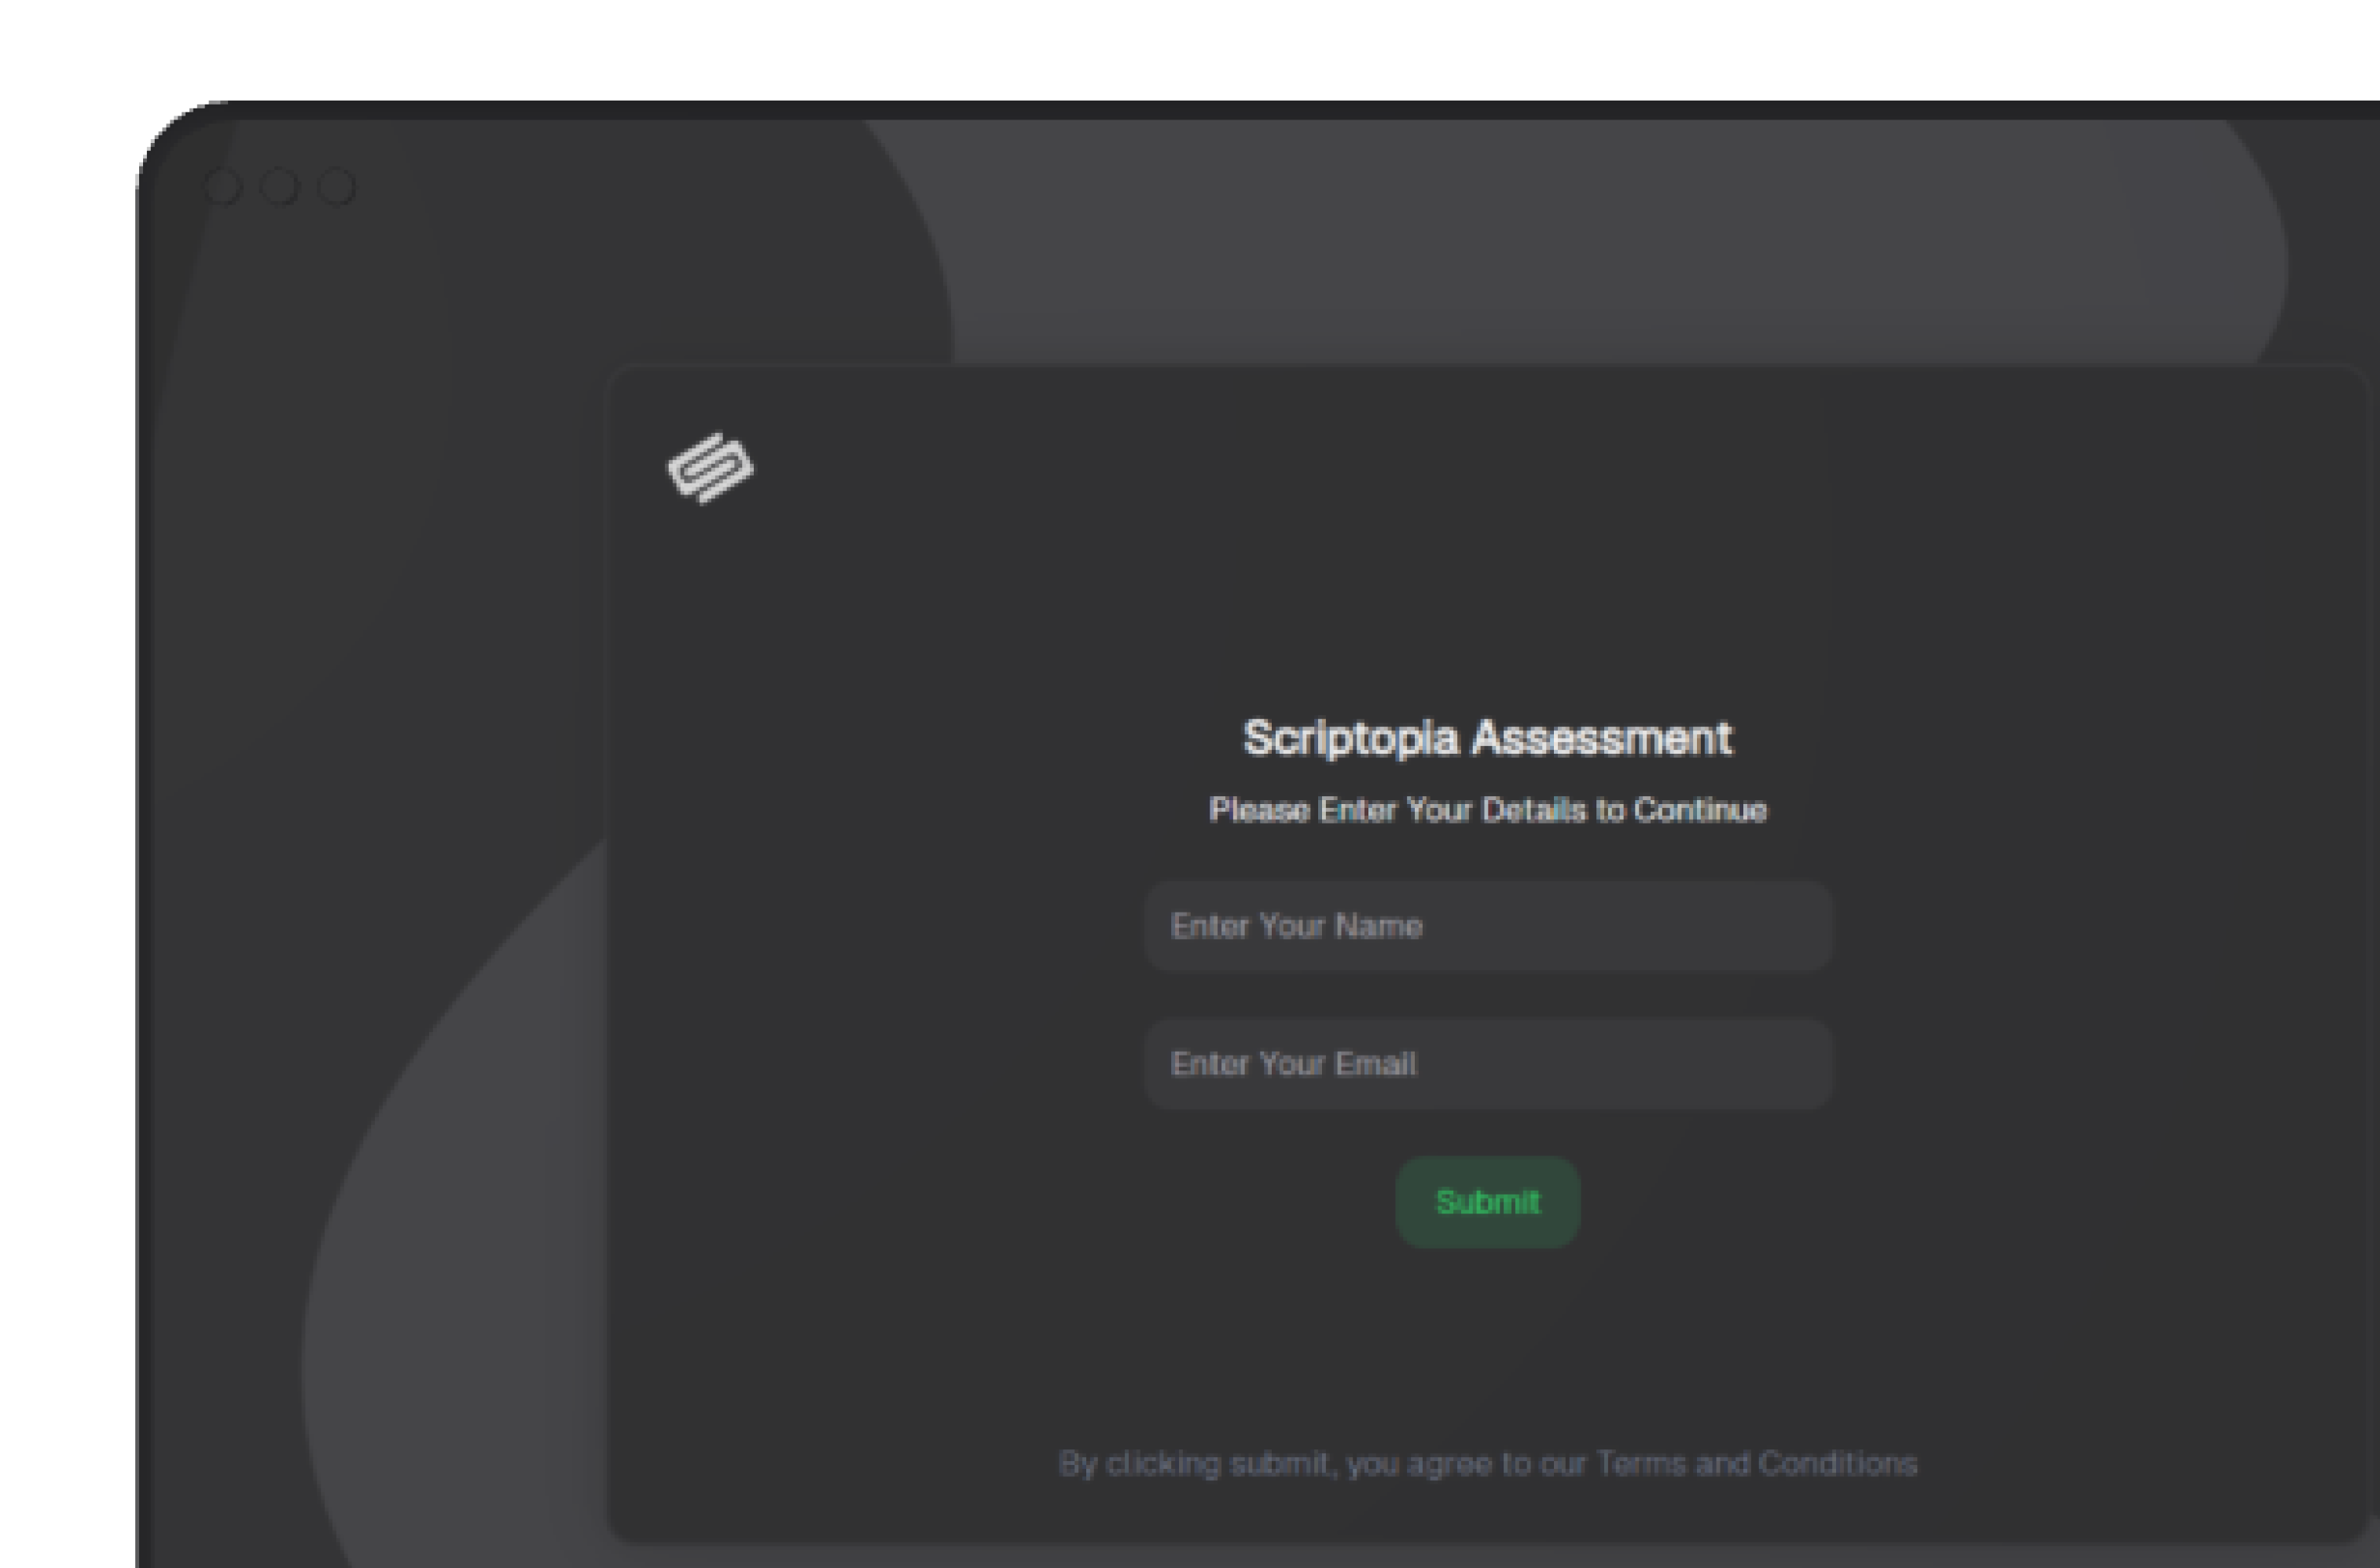 Scriptopia Assessment
Please Enter Your Details to Continue
Enter Your Name
Enter Your Email
Submit
By clicking submit, you agree to our Terms and Conditions